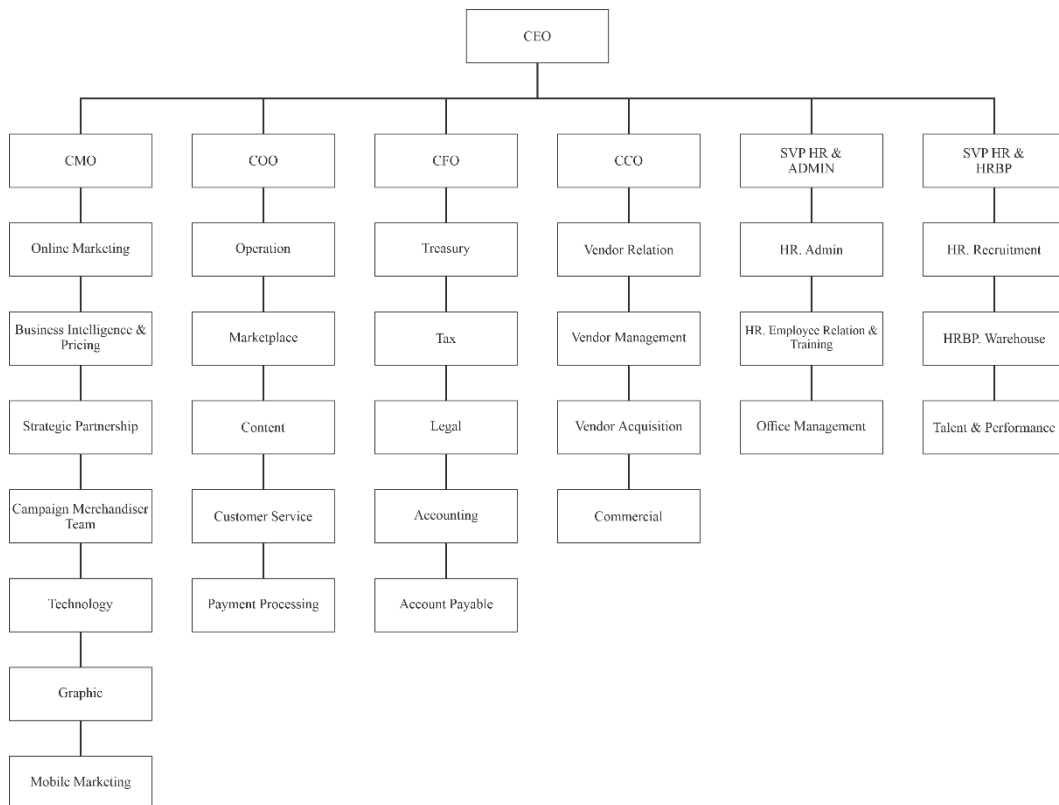 CEO
CMO
COO
CFO
CCO
SVP HR &
ADMIN
SVP HR &
HRBP
Online Marketing
Operation
Treasury
Vendor Relation
HR. Admin
HR. Recruitment
Business Intelligence &
Pricing
Marketplace
Tax
Vendor Management
HR. Employee Relation &
Training
HRBP. Warehouse
Strategic Partnership
Content
Legal
Vendor Acquisition
Office Management
Talent & Performance
Campaign Merchandiser
Team
Customer Service
Accounting
Commercial
Technology
Payment Processing
Account Payable
Graphic
Mobile Marketing